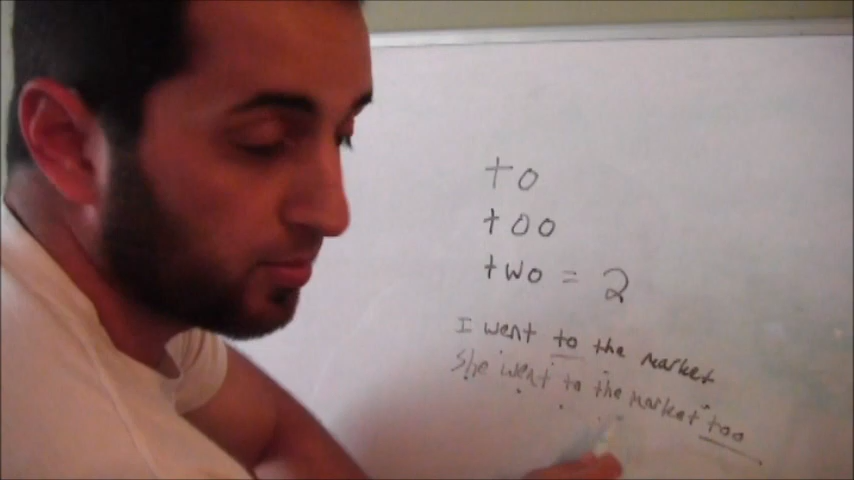 to
too
two = 2
I went to the market
She went to the market too